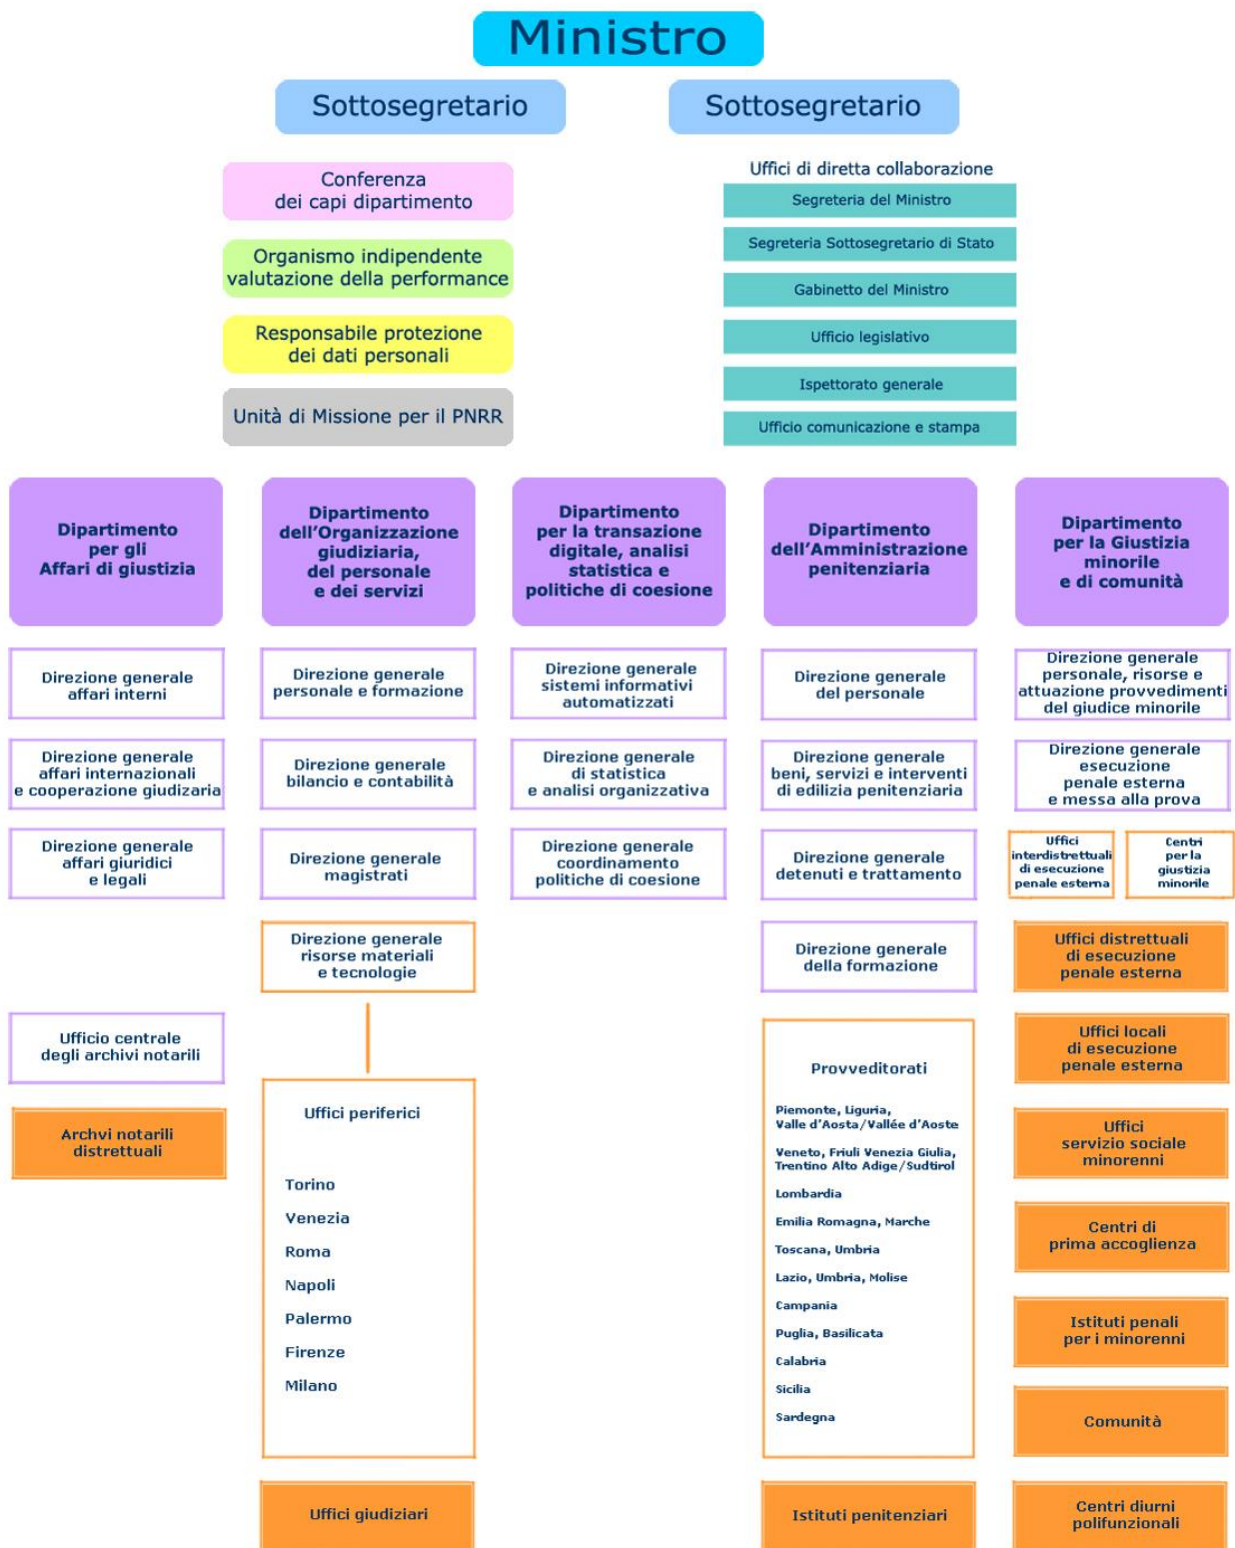 Ministro
Sottosegretario
Sottosegretario
Conferenza
dei capi dipartimento
Organismo indipendente
valutazione della performance
Responsabile protezione
dei dati personali
Unità di Missione per il PNRR
Uffici di diretta collaborazione
Segreteria del Ministro
Segreteria Sottosegretario di Stato
Gabinetto del Ministro
Ufficio legislativo
Ispettorato generale
Ufficio comunicazione e stampa
Dipartimento
per gli
Affari di giustizia
Direzione generale
affari interni
Direzione generale
affari internazionali
e cooperazione giudizaria
Direzione generale
affari giuridici
e legali
Ufficio centrale
degli archivi notarili
Archvi notarili
distrettuali
Dipartimento
dell'Organizzazione
giudiziaria,
del personale
e dei servizi
Direzione generale
personale e formazione
Direzione generale
bilancio e contabilità
Direzione generale
magistrati
Direzione generale
risorse materiali
e tecnologie
Uffici periferici
Torino
Venezia
Roma
Napoli
Palermo
Firenze
Milano
Uffici giudiziari
Dipartimento
per la transazione
digitale, analisi
statistica e
politiche di coesione
Direzione generale
sistemi informativi
automatizzati
Direzione generale
di statistica
e analisi organizzativa
Direzione generale
coordinamento
politiche di coesione
Dipartimento
dell'Amministrazione
penitenziaria
Direzione generale
del personale
Direzione generale
beni, servizi e interventi
di edilizia penitenziaria
Direzione generale
detenuti e trattamento
Direzione generale
della formazione
Provveditorati
Piemonte, Liguria,
Valle d'Aosta/Vallée d'Aoste
Veneto, Friuli Venezia Giulia,
Trentino Alto Adige/Sudtirol
Lombardia
Emilia Romagna, Marche
Toscana, Umbria
Lazio, Umbria, Molise
Campania
Puglia, Basilicata
Calabria
Sicilia
Sardegna
Istituti penitenziari
Dipartimento
per la Giustizia
minorile
e di comunità
Direzione generale
personale, risorse e
attuazione provvedimenti
del giudice minorile
Direzione generale
esecuzione
penale esterna
e messa alla prova
Uffici
interdistrettuali
di esecuzione
penale esterna
Centri
per la
giustizia
minorile
Uffici distrettuali
di esecuzione
penale esterna
Uffici locali
di esecuzione
penale esterna
Uffici
servizio sociale
minorenni
Centri di
prima accoglienza
Istituti penali
per i minorenni
Comunità
Centri diurni
polifunzionali